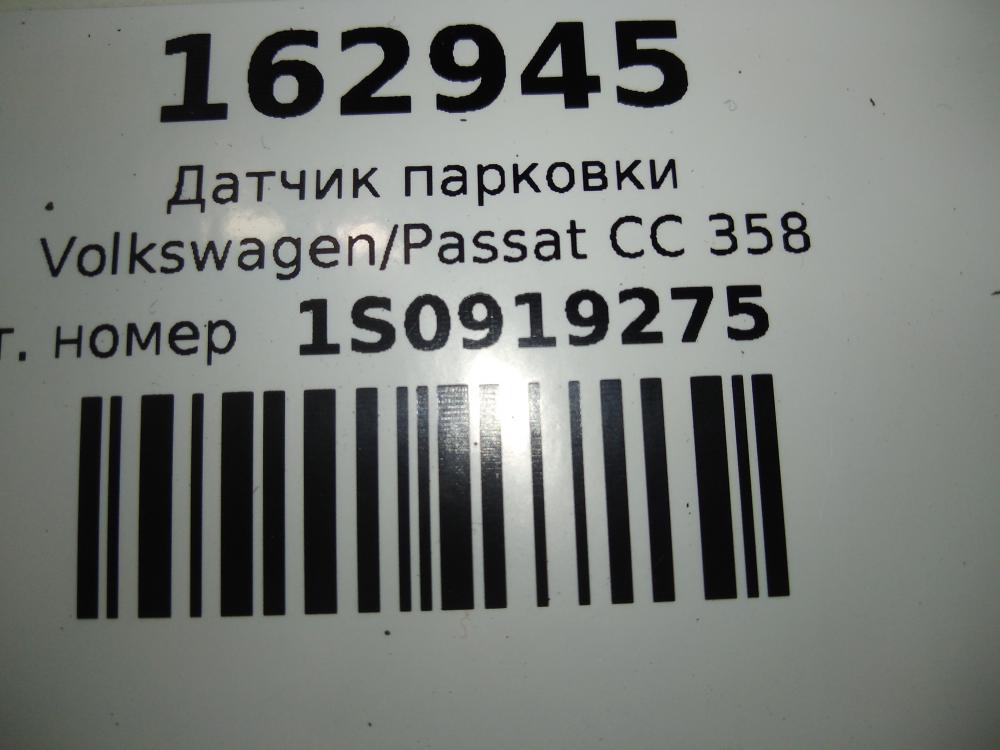 162945
Датчик парковки
Volkswagen/Passat CC 358
т. номер 1S0919275